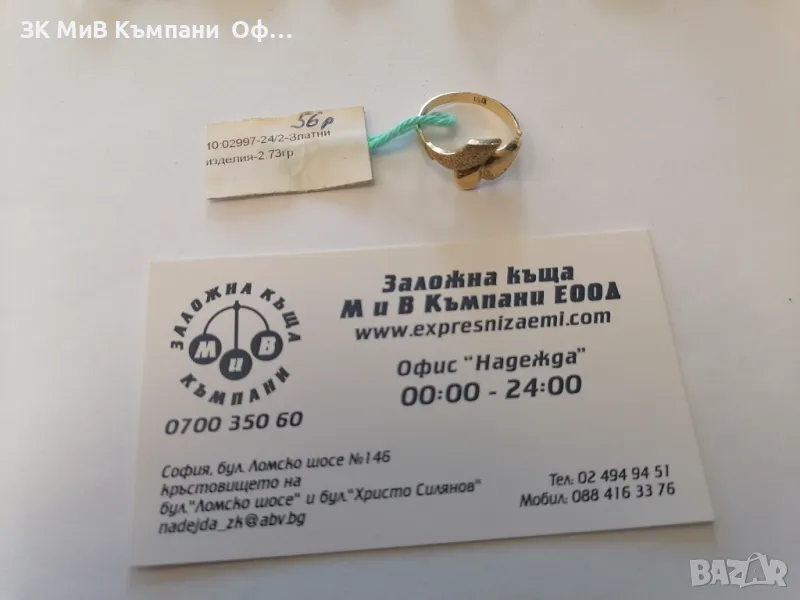 ЗК МиВ Къмпани Оф...
56р
10:02997-24/2-Златни
изделия-2.73гр
ЗАЛОЖНА КЪЩА
М и В
КЪМПАНИ
0700 350 60
Заложна къща
М и В Къмпани ЕООД
www.expresnizaemi.com
Офис "Надежда"
00:00 - 24:00
София, бул. Ломско шосе №146
кръстовището на
бул."Ломско шосе" и бул."Христо Силянов"
nadejda_zk@abv.bg
Тел: 02 494 94 51
Мобил: 088 416 33 76
BAZAR